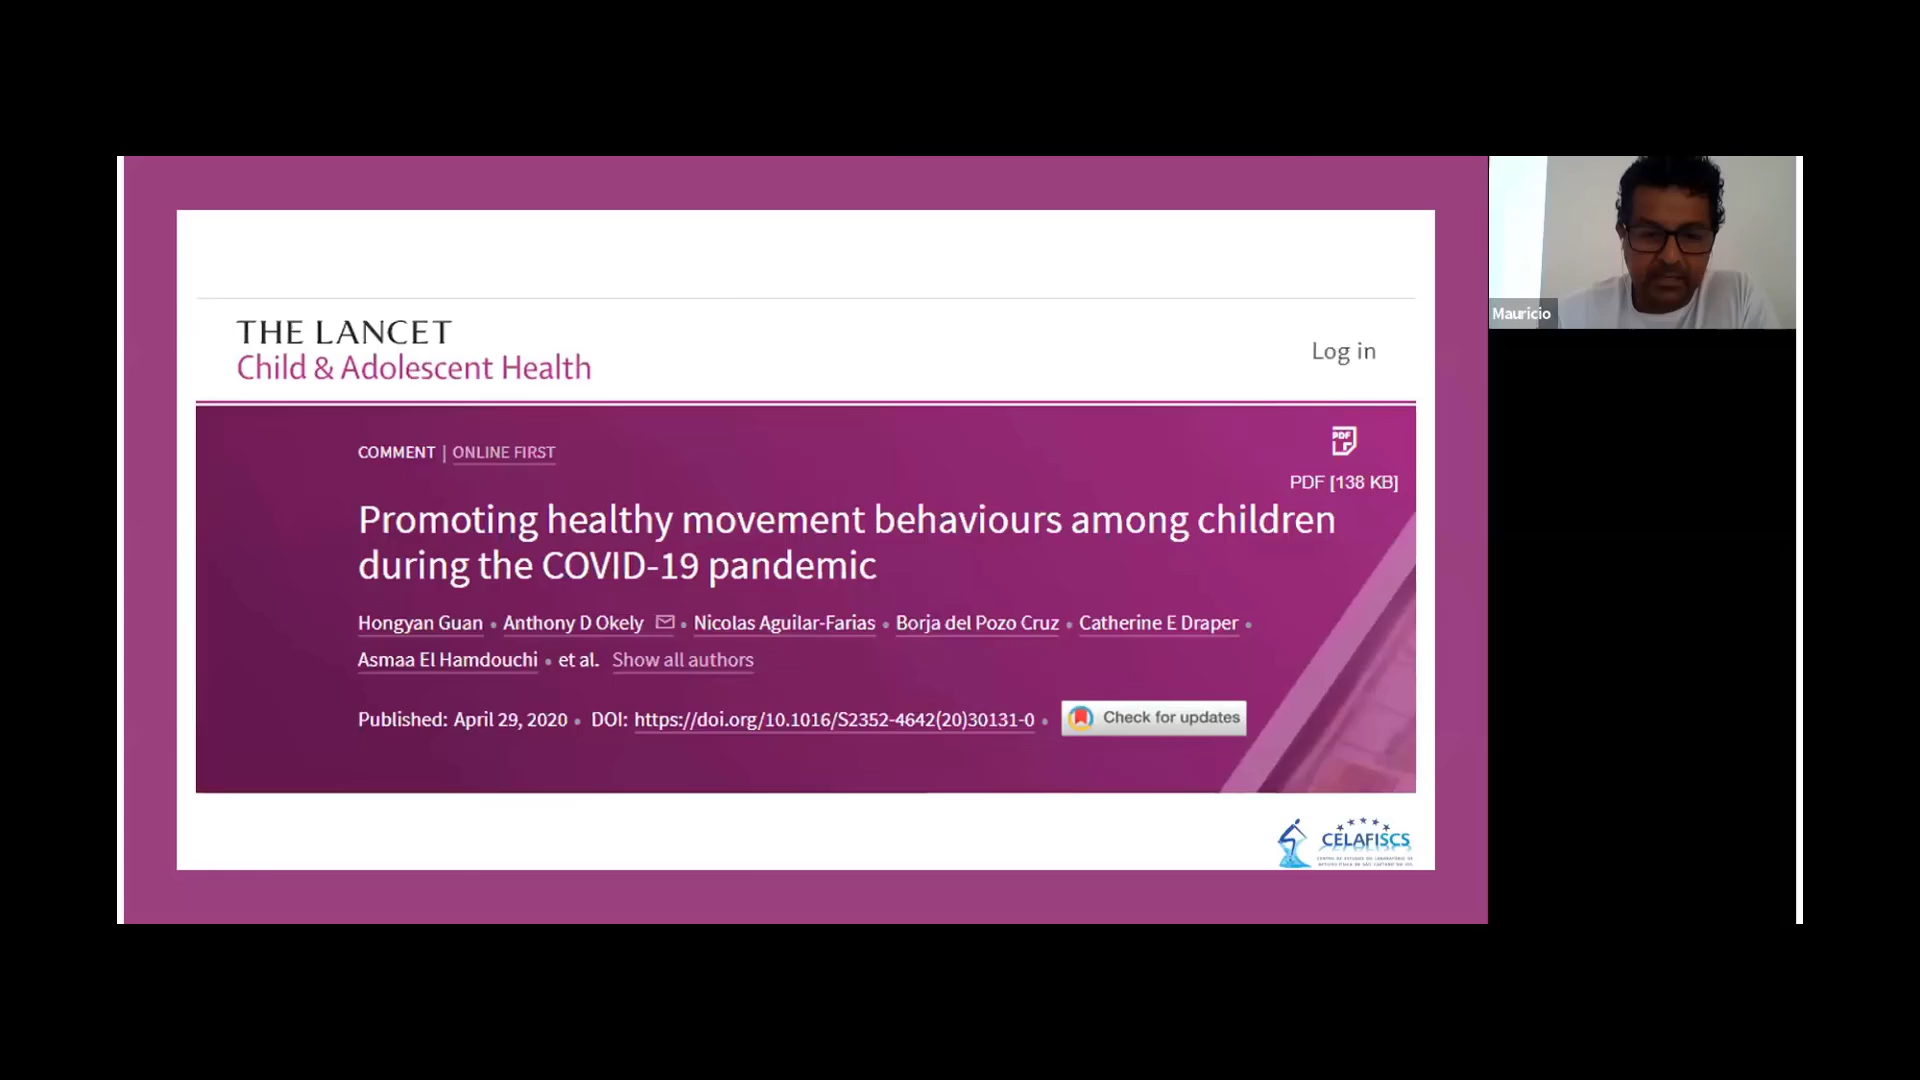 THE LANCET
Child & Adolescent Health
Log in
COMMENT | ONLINE FIRST
PDF
PDF [138 KB]
Promoting healthy movement behaviours among children
during the COVID-19 pandemic
Hongyan Guan • Anthony D Okely • Nicolas Aguilar-Farias • Borja del Pozo Cruz • Catherine E Draper •
Asmaa El Hamdouchi • et al. Show all authors
Published: April 29, 2020 • DOI: https://doi.org/10.1016/S2352-4642(20)30131-0 •
Check for updates
CELAFISCS
Mauricio